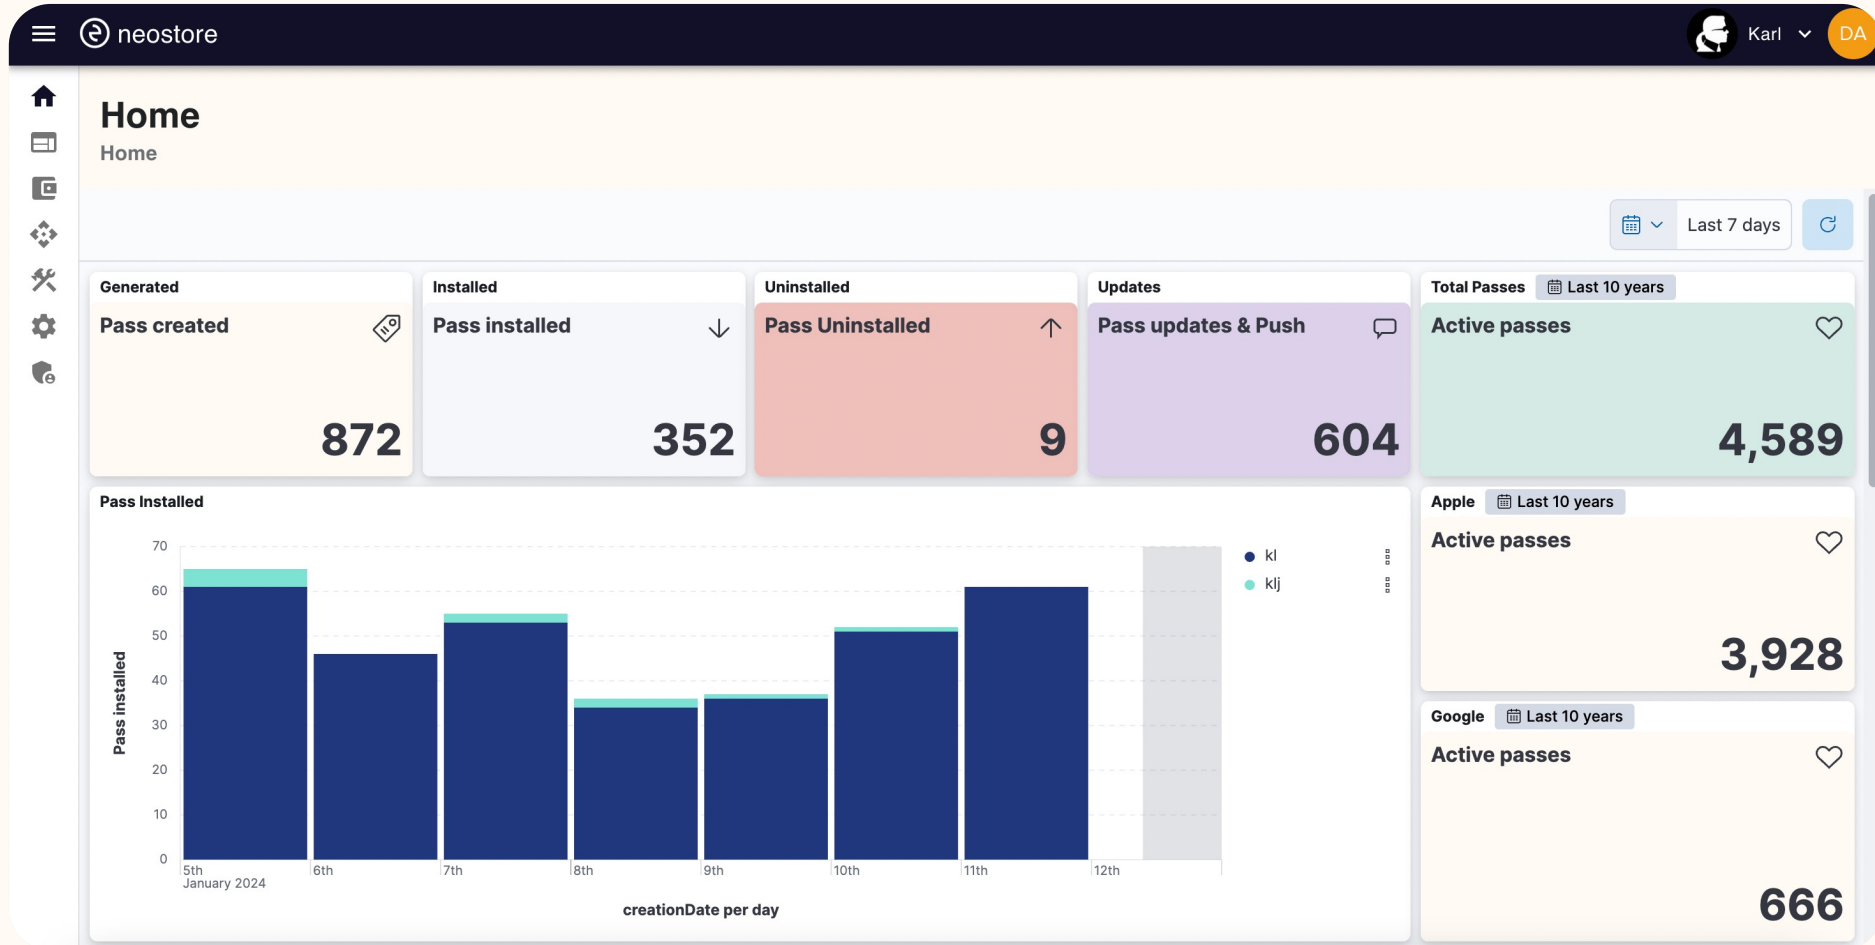 neostore
Karl
DA
Home
Home
Last 7 days
Generated
Pass created
872
Installed
Pass installed
352
Uninstalled
Pass Uninstalled
9
Updates
Pass updates & Push
604
Total Passes Last 10 years
Active passes
4,589
Pass Installed
70
60
50
40
30
20
10
0
Pass installed
5th 6th 7th 8th 9th 10th 11th 12th
January 2024
creationDate per day
kl
klj
Apple Last 10 years
Active passes
3,928
Google Last 10 years
Active passes
666